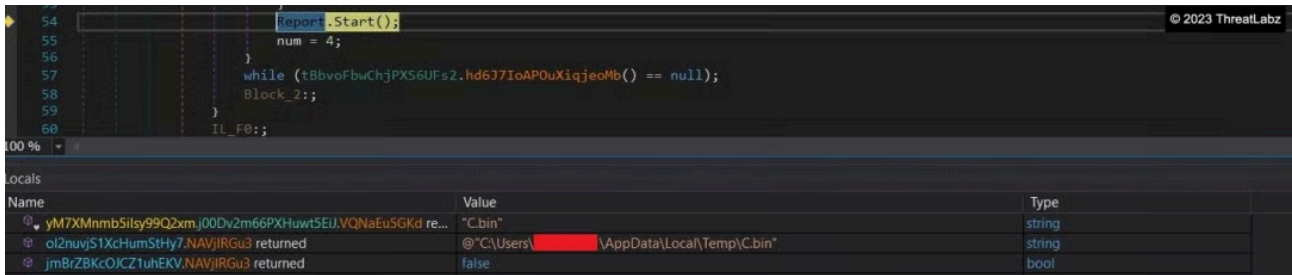 54 Report.Start(); © 2023 ThreatLabz
55 num = 4;
56 }
57 while (tBbvoFbwChjPXS6UFs2.hd6J7IoAPOuXiqjeoMb() == null);
58 Block_2:;
59 }
60 IL_F0:;
100 %
Locals
Name Value Type
yM7XMnmb5ilsy99Q2xm.j00Dv2m66PXHuwt5EiJ.VQNaEu5GKd re... "C.bin" string
ol2nuvjS1XcHumStHy7.NAVjIRGu3 returned @"C:\Users\ \AppData\Local\Temp\C.bin" string
jmBrZBKcOJCZ1uhEKV.NAVjIRGu3 returned false bool